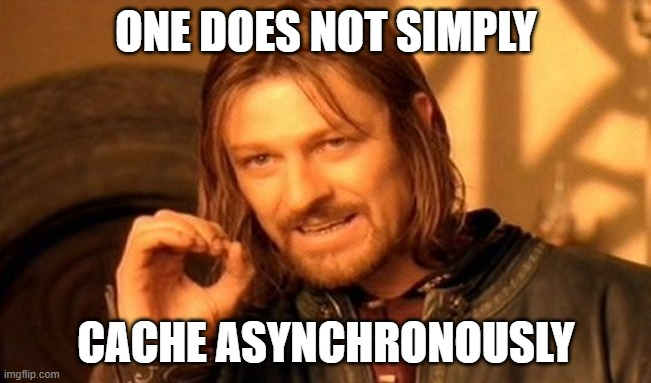 ONE DOES NOT SIMPLY
CACHE ASYNCHRONOUSLY
imgflip.com